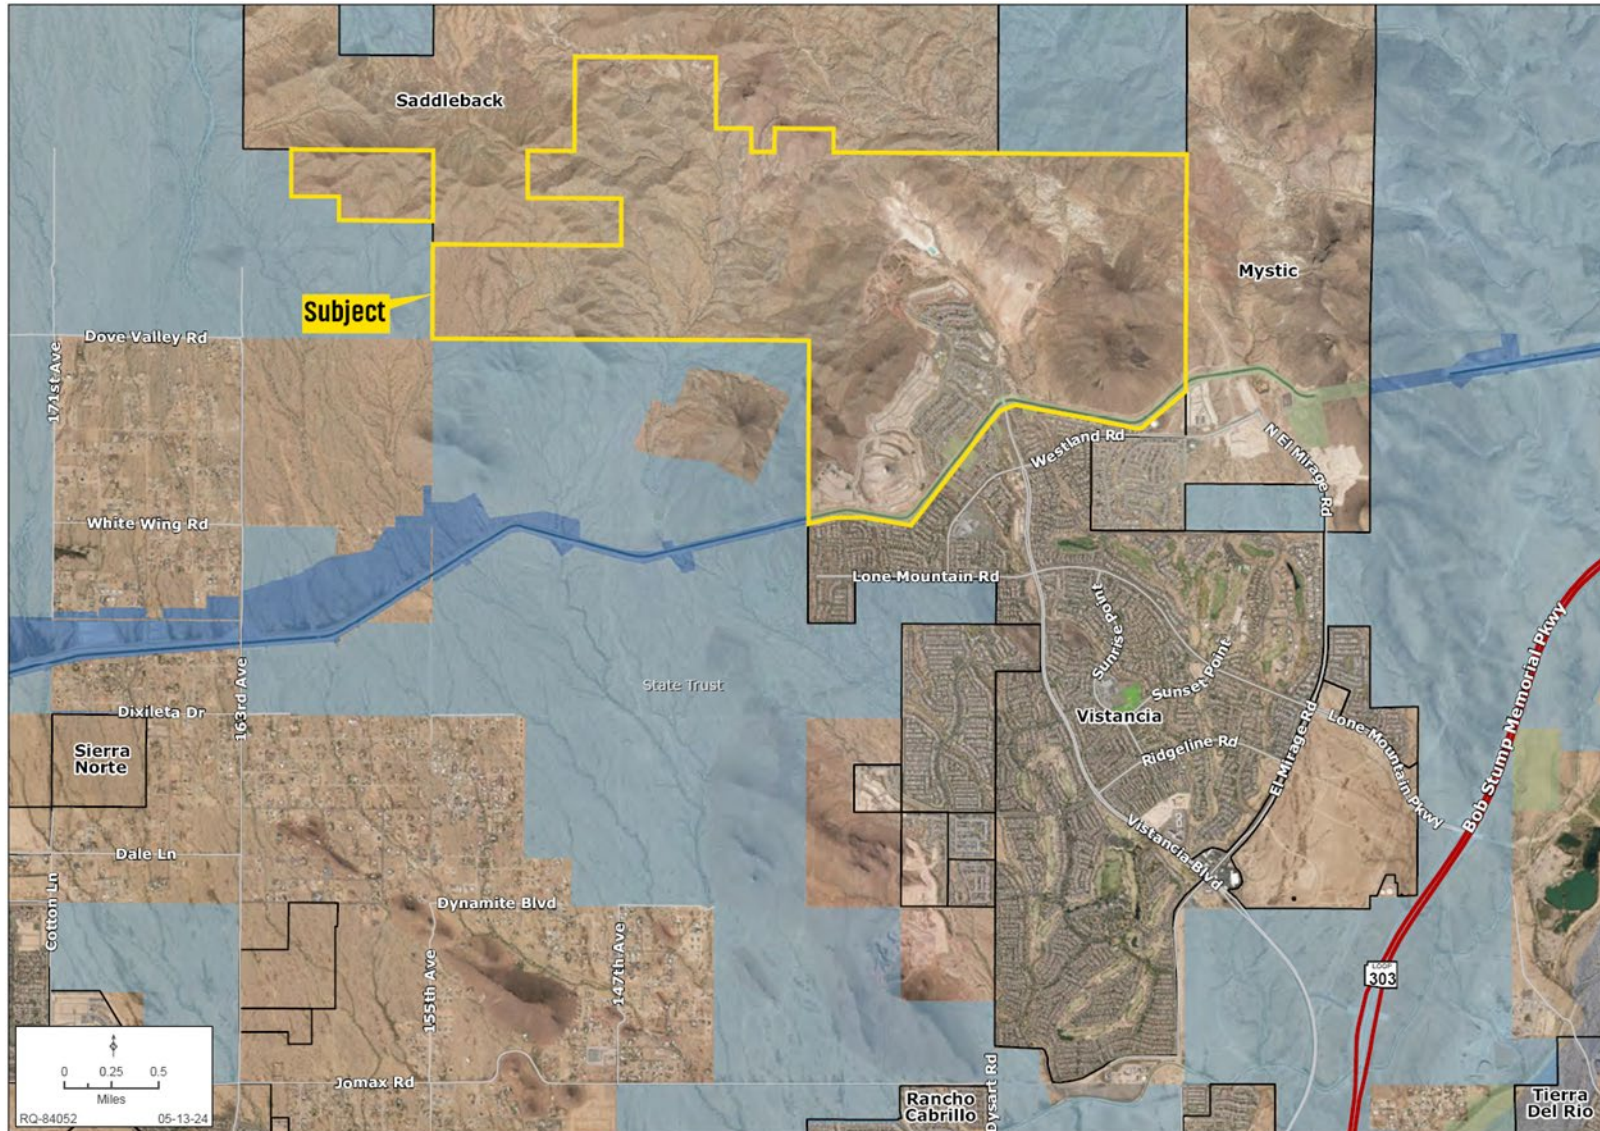 Saddleback
Mystic
Subject
Dove Valley Rd
171st Ave
Westland Rd
N El Mirage Rd
White Wing Rd
Lone Mountain Rd
Sunrise Point
Sunset Point
State Trust
163rd Ave
Dixileta Dr
Vistancia
Sierra
Norte
Ridgeline Rd
El Mirage Rd
Lone Mountain Pkwy
Bob Stump Memorial Pkwy
Vistancia Blvd
Dale Ln
Cotton Ln
Dynamite Blvd
155th Ave
147th Ave
LOOP
303
0 0.25 0.5
Miles
RQ-84052 05-13-24
Jomax Rd
Dysart Rd
Rancho
Cabrillo
Tierra
Del Rio